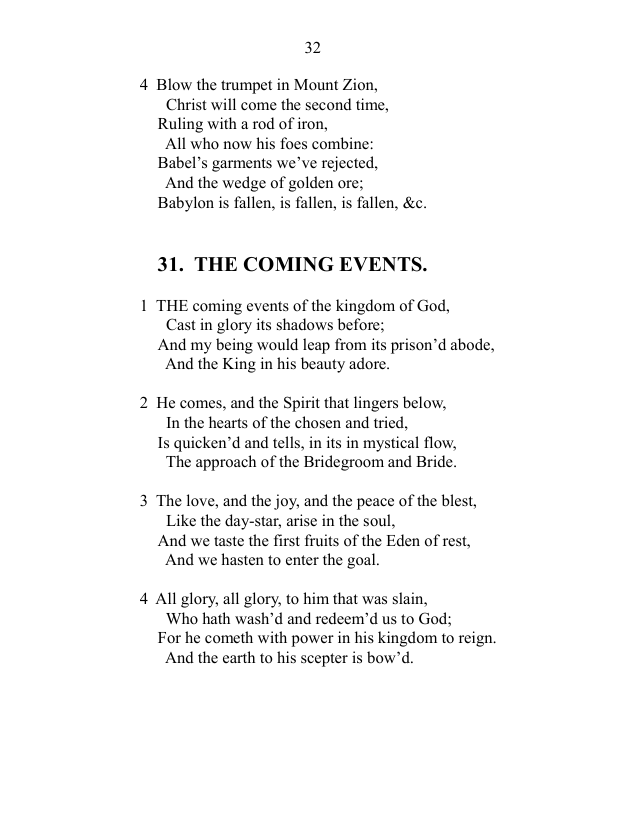 32
4 Blow the trumpet in Mount Zion,
Christ will come the second time,
Ruling with a rod of iron,
All who now his foes combine:
Babel’s garments we’ve rejected,
And the wedge of golden ore;
Babylon is fallen, is fallen, is fallen, &c.
31. THE COMING EVENTS.
1 THE coming events of the kingdom of God,
Cast in glory its shadows before;
And my being would leap from its prison’d abode,
And the King in his beauty adore.
2 He comes, and the Spirit that lingers below,
In the hearts of the chosen and tried,
Is quicken’d and tells, in its in mystical flow,
The approach of the Bridegroom and Bride.
3 The love, and the joy, and the peace of the blest,
Like the day-star, arise in the soul,
And we taste the first fruits of the Eden of rest,
And we hasten to enter the goal.
4 All glory, all glory, to him that was slain,
Who hath wash’d and redeem’d us to God;
For he cometh with power in his kingdom to reign.
And the earth to his scepter is bow’d.